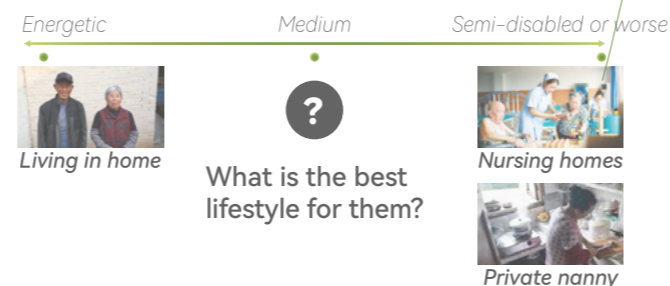 Energetic
Medium
Semi-disabled or worse
?
Living in home
What is the best
lifestyle for them?
Nursing homes
Private nanny